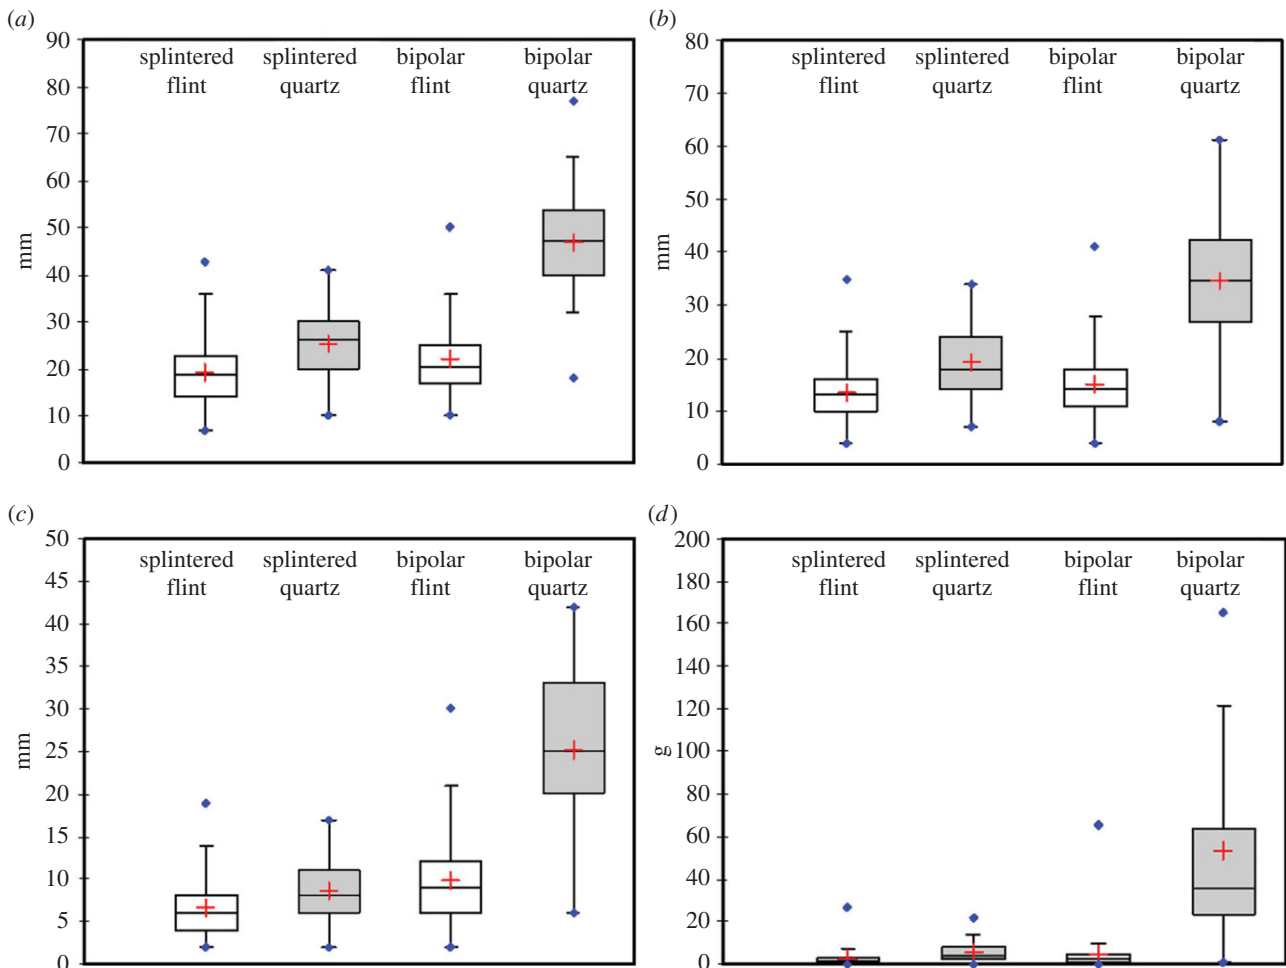 (a)
90
80
70
60
50
40
30
20
10
0
mm
splintered flint
splintered quartz
bipolar flint
bipolar quartz
(b)
80
70
60
50
40
30
20
10
0
mm
splintered flint
splintered quartz
bipolar flint
bipolar quartz
(c)
50
45
40
35
30
25
20
15
10
5
0
mm
splintered flint
splintered quartz
bipolar flint
bipolar quartz
(d)
200
180
160
140
120
100
80
60
40
20
0
g
splintered flint
splintered quartz
bipolar flint
bipolar quartz